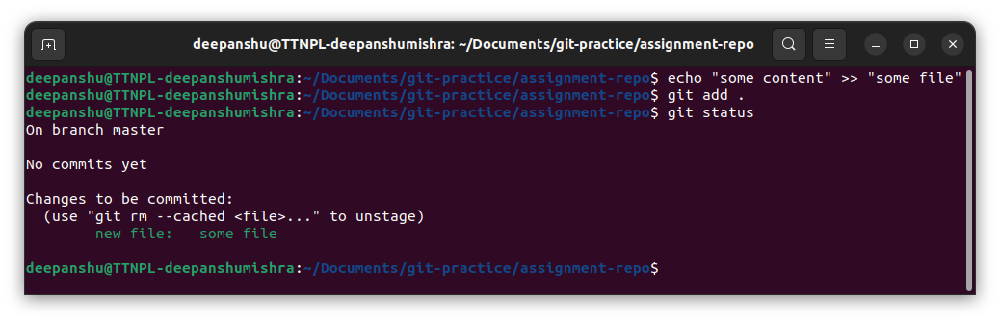 deepanshu@TTNPL-deepanshumishra: ~/Documents/git-practice/assignment-repo
deepanshu@TTNPL-deepanshumishra:~/Documents/git-practice/assignment-repo$ echo "some content" >> "some file"
deepanshu@TTNPL-deepanshumishra:~/Documents/git-practice/assignment-repo$ git add .
deepanshu@TTNPL-deepanshumishra:~/Documents/git-practice/assignment-repo$ git status
On branch master

No commits yet

Changes to be committed:
  (use "git rm --cached <file>..." to unstage)
        new file:   some file

deepanshu@TTNPL-deepanshumishra:~/Documents/git-practice/assignment-repo$